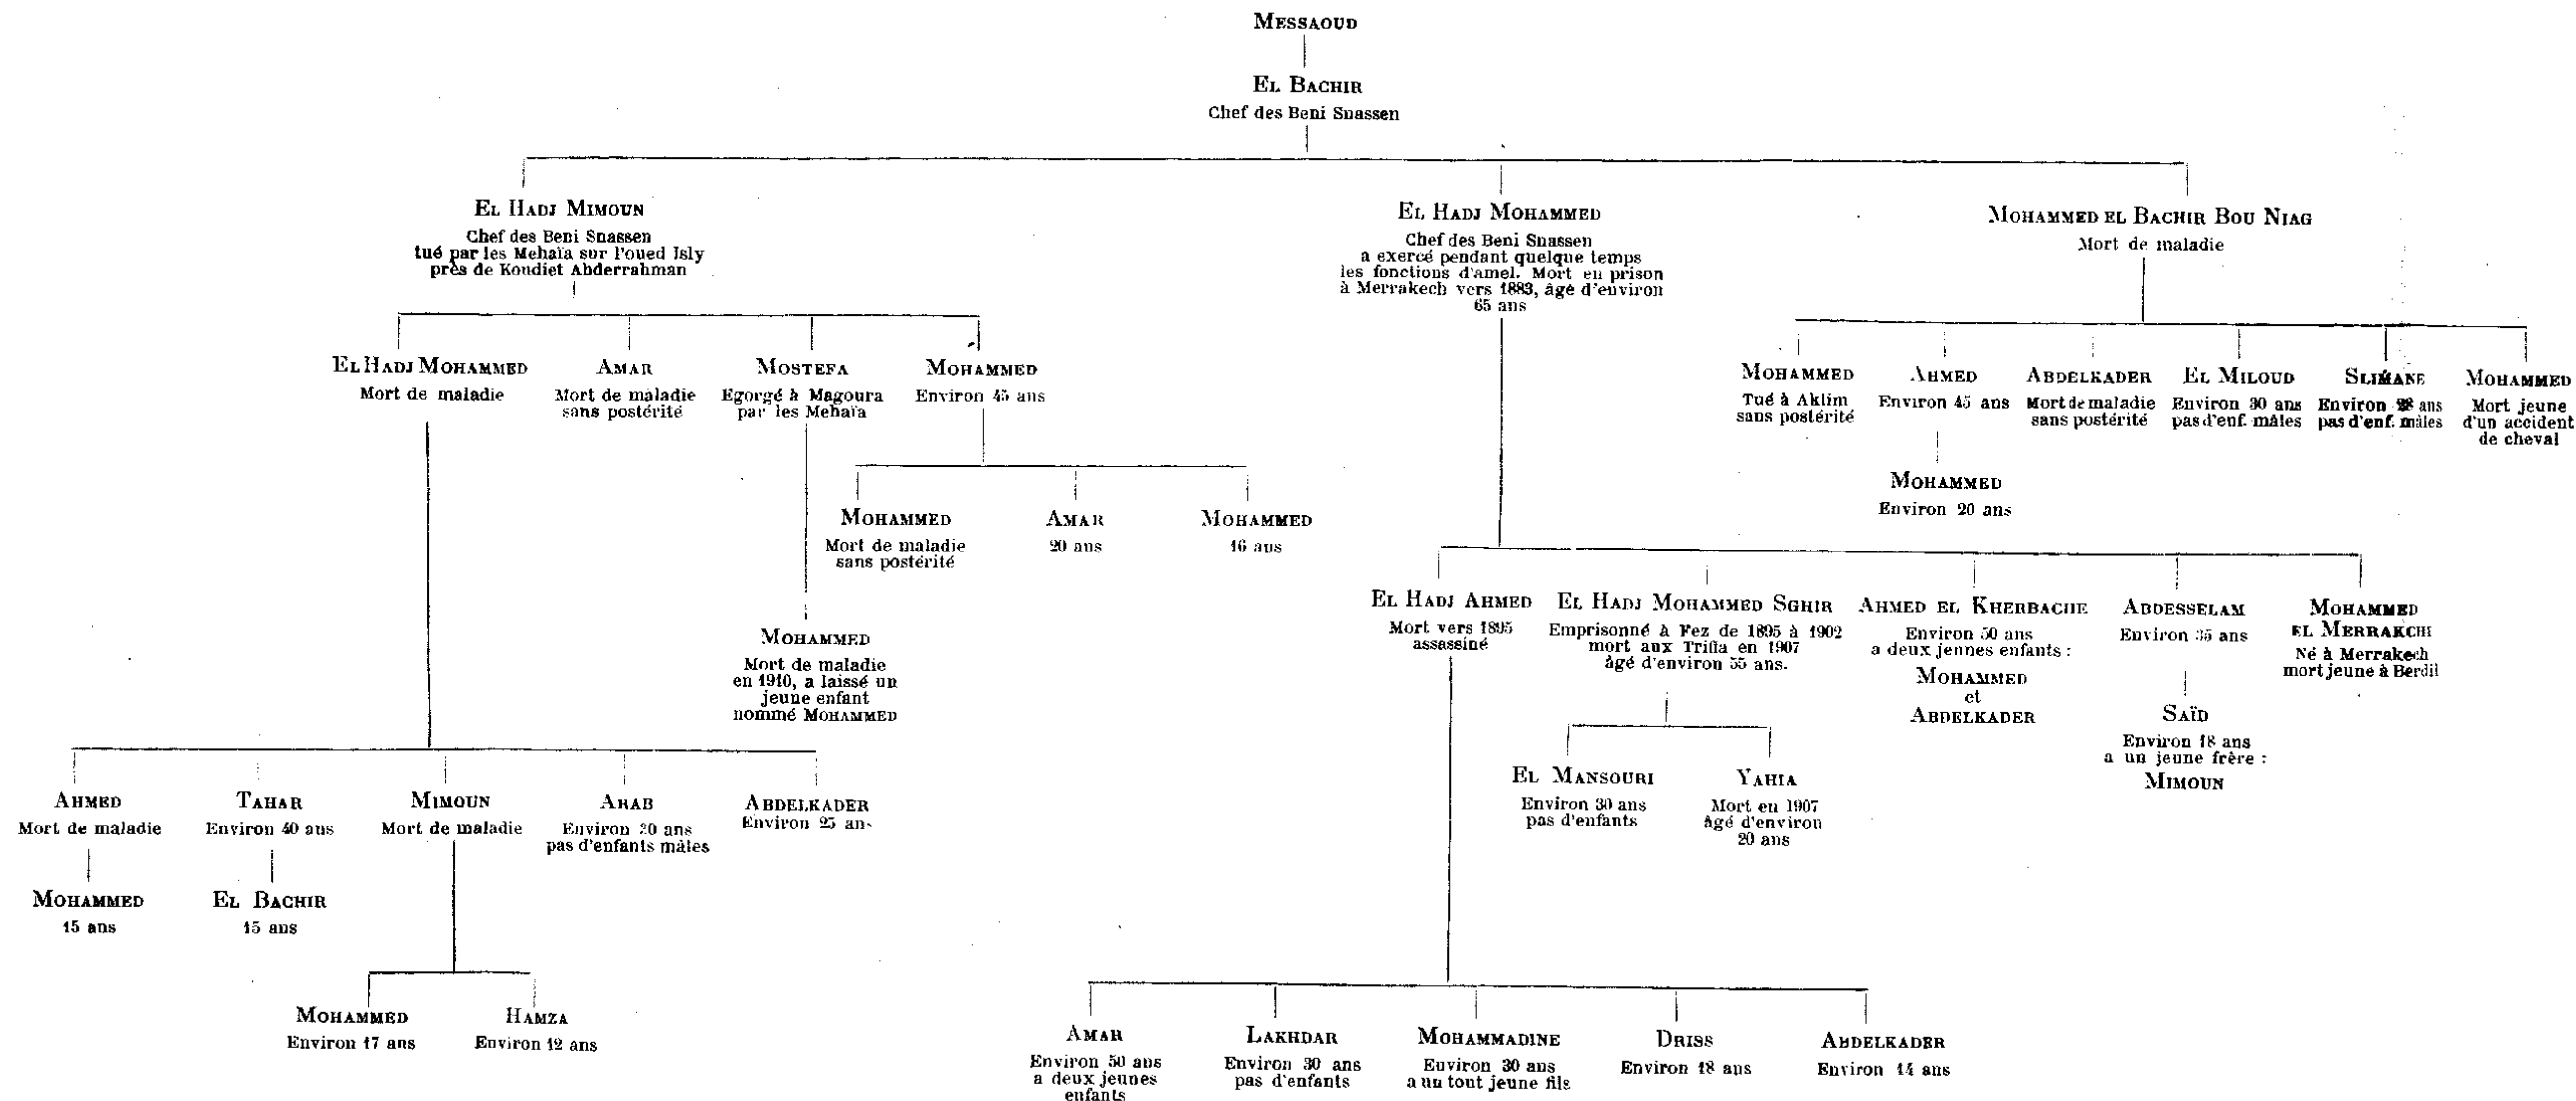 MESSAOUD
EL BACHIR
Chef des Beni Snassen
EL HADJ MIMOUN
Chef des Beni Snassen
tué par les Mehaïa sur l'oued Isly
près de Koudiet Abderrahman
EL HADJ MOHAMMED
Chef des Beni Snassen
a exercé pendant quelque temps
les fonctions d'amel. Mort en prison
à Merrakech vers 1883, âgé d'environ
65 ans
MOHAMMED EL BACHIR BOU NIAG
Mort de maladie
EL HADJ MOHAMMED
Mort de maladie
AMAR
Mort de maladie
sans postérité
MOSTEFA
Egorgé à Magoura
par les Mehaïa
MOHAMMED
Environ 45 ans
MOHAMMED
Tué à Aklim
sans postérité
AHMED
Environ 45 ans
ABDELKADER
Mort de maladie
sans postérité
EL MILOUD
Environ 30 ans
pas d'enf. mâles
SLIMANE
Environ ans
pas d'enf. mâles
MOHAMMED
Mort jeune
d'un accident
de cheval
MOHAMMED
Environ 20 ans
MOHAMMED
Mort de maladie
sans postérité
AMAR
20 ans
MOHAMMED
16 ans
EL HADJ AHMED
Mort vers 1895
assassiné
EL HADJ MOHAMMED SGHIR
Emprisonné à Fez de 1895 à 1902
mort aux Triffa en 1907
âgé d'environ 55 ans.
AHMED EL KHERBACHE
Environ 50 ans
a deux jeunes enfants :
MOHAMMED
et
ABDELKADER
ABDESSELAM
Environ 35 ans
MOHAMMED
EL MERRAKCHI
Né à Merrakech
mort jeune à Berdil
MOHAMMED
Mort de maladie
en 1910, a laissé un
jeune enfant
nommé MOHAMMED
SAÏD
Environ 18 ans
a un jeune frère :
MIMOUN
EL MANSOURI
Environ 30 ans
pas d'enfants
YAHIA
Mort en 1907
âgé d'environ
20 ans
AHMED
Mort de maladie
TAHAR
Environ 40 ans
MIMOUN
Mort de maladie
ARAB
Environ ans
pas d'enfants mâles
ABDELKADER
Environ 25 ans
MOHAMMED
15 ans
EL BACHIR
15 ans
MOHAMMED
Environ 17 ans
HAMZA
Environ 12 ans
AMAR
Environ 50 ans
a deux jeunes
enfants
LAKHDAR
Environ 30 ans
pas d'enfants
MOHAMMADINE
Environ 30 ans
a un tout jeune fils
DRISS
Environ 18 ans
ABDELKADER
Environ 14 ans